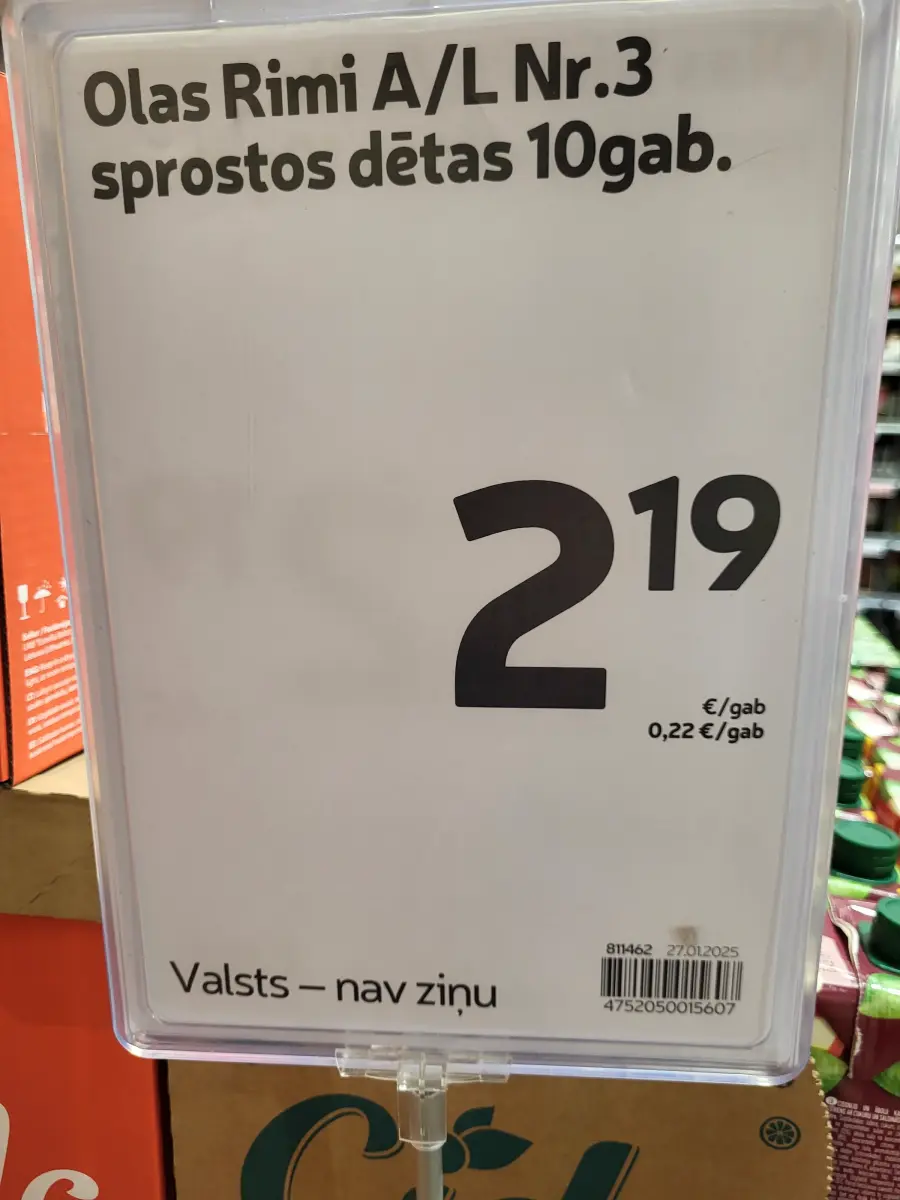 Olas Rimi A/L Nr.3
sprostos dētas 10gab.
2 19
€/gab
0,22 €/gab
Valsts – nav ziņu
811462 27.01.2025
4752050015607